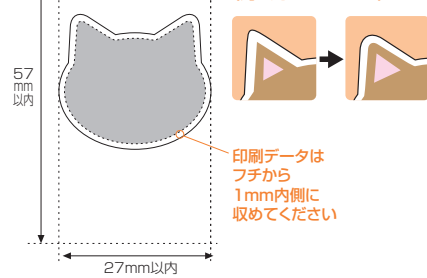 57
mm
以内
印刷データは
フチから
1mm内側に
収めてください
27mm以内